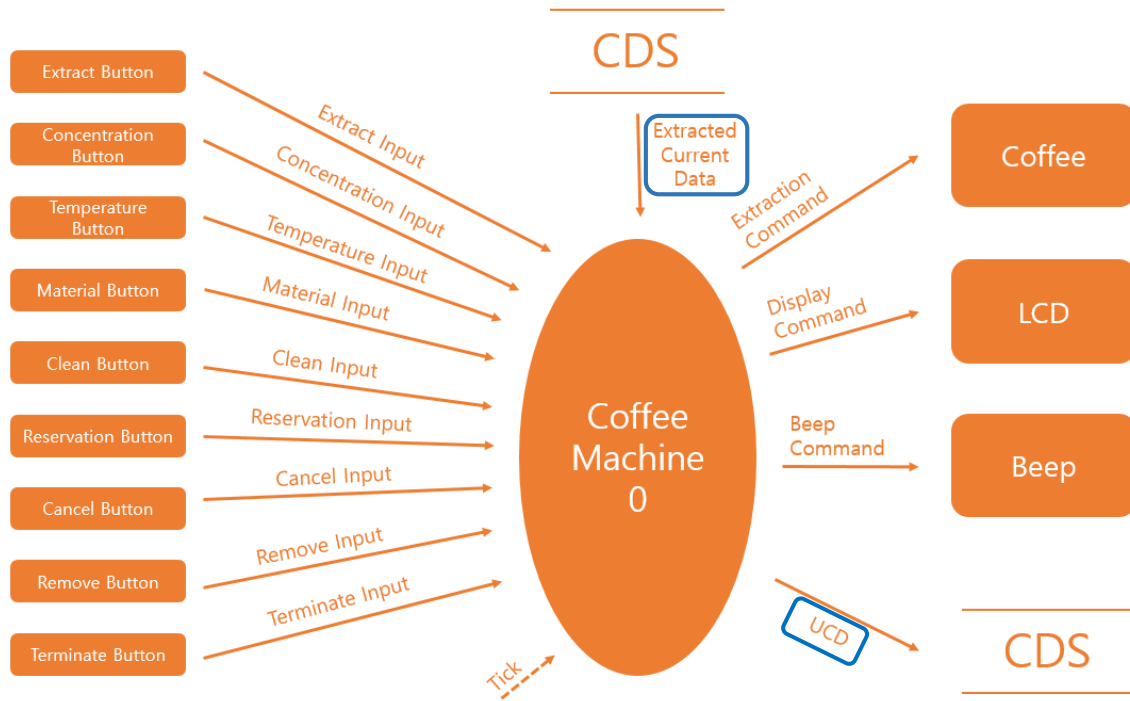 CDS
Extract Button
Extract Input
Extracted
Current
Data
Concentration
Button
Concentration Input
Extraction
Command
Coffee
Temperature
Button
Temperature Input
Material Button
Material Input
Display
Command
LCD
Clean Button
Clean Input
Reservation Button
Reservation Input
Coffee
Machine
0
Beep
Command
Beep
Cancel Button
Cancel Input
Remove Button
Remove Input
Terminate Button
Terminate Input
Tick
UCD
CDS